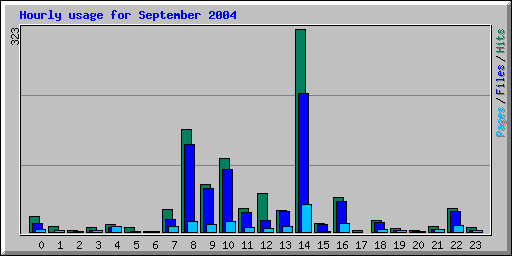 Hourly usage for September 2004
323
Pages / Files / Hits
0 1 2 3 4 5 6 7 8 9 10 11 12 13 14 15 16 17 18 19 20 21 22 23